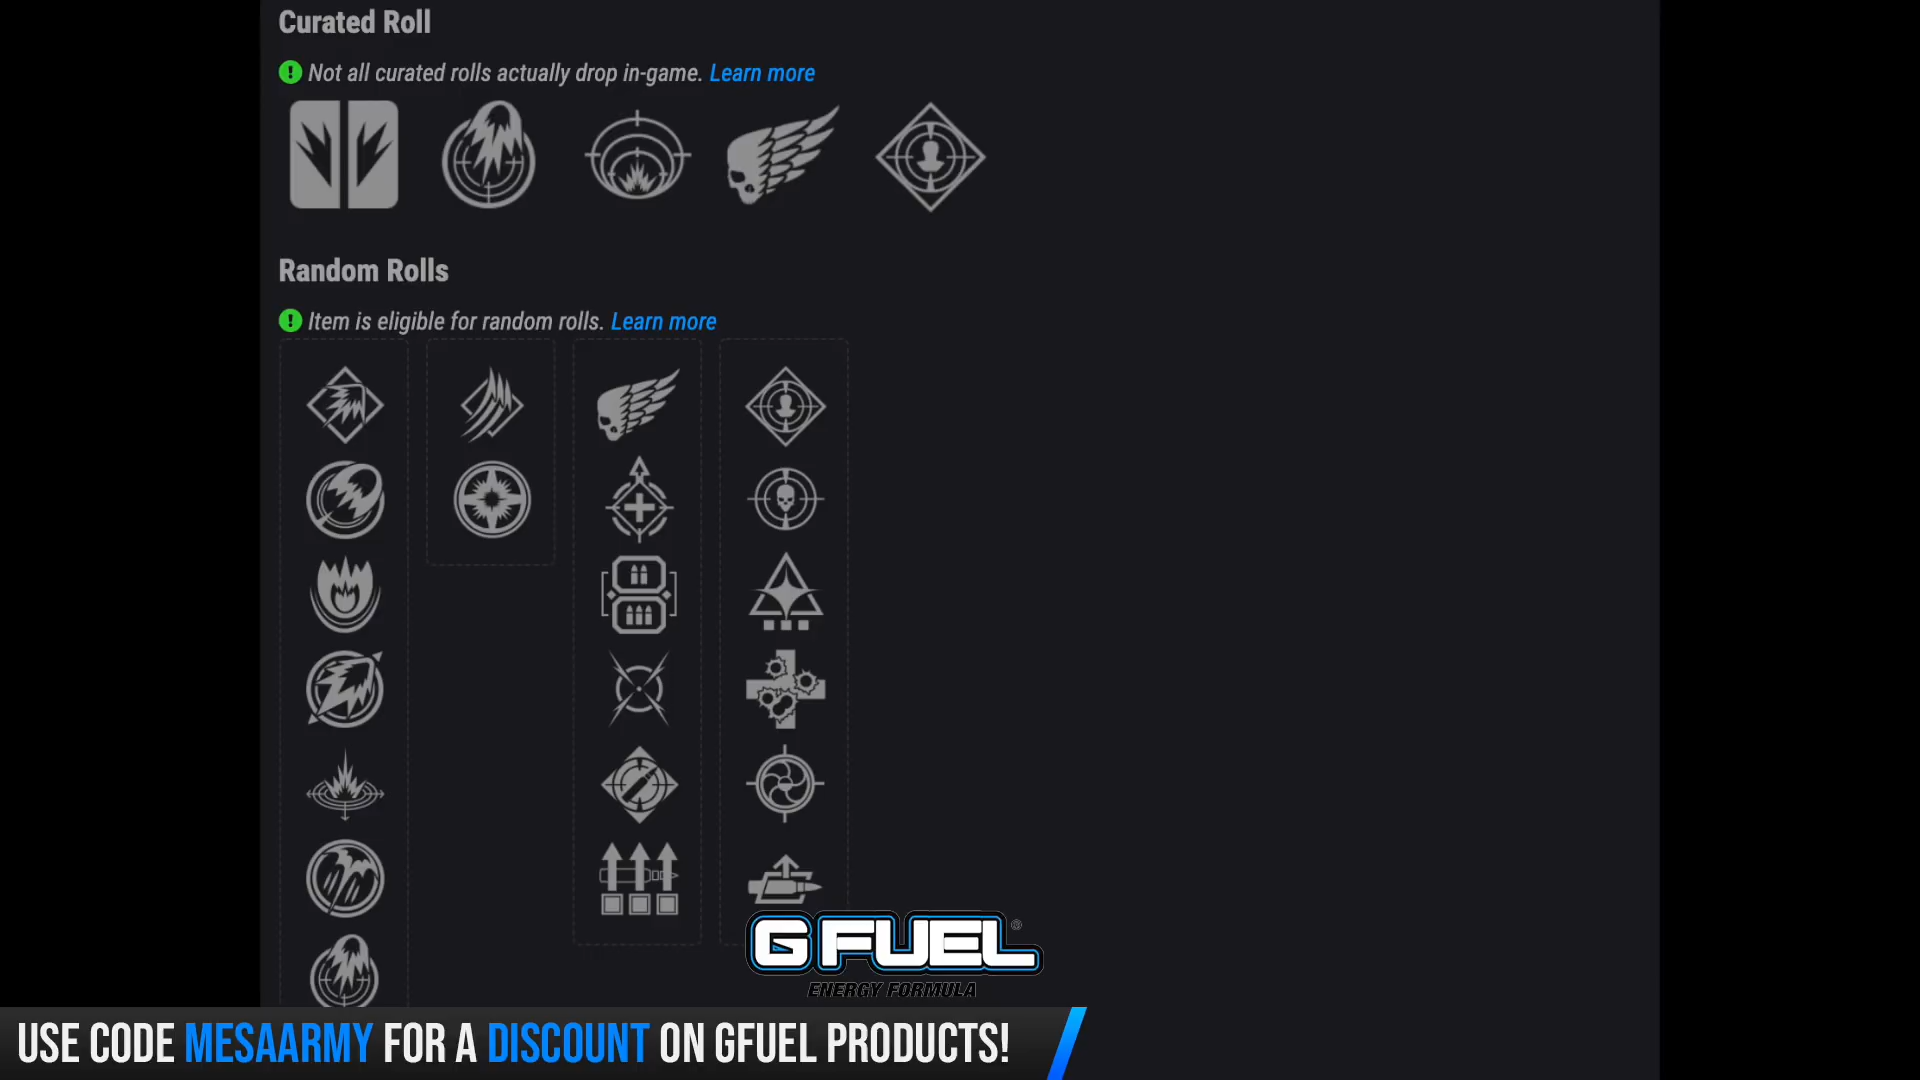 Curated Roll
Not all curated rolls actually drop in-game. Learn more
Random Rolls
Item is eligible for random rolls. Learn more
G FUEL
ENERGY FORMULA
USE CODE MESAARMY FOR A DISCOUNT ON GFUEL PRODUCTS!